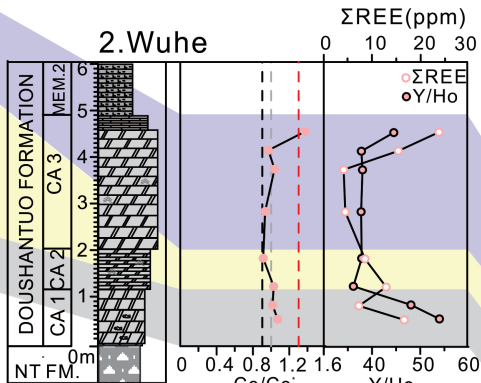 ΣREE(ppm)
2.Wuhe
0 10 20 30
ΣREE
Y/Ho
DOUSHANTUO FORMATION
MEM.2
CA 3
CA 2
CA 1
NT FM.
6
5
4
3
2
1
0m
0 0.4 0.8 1.2 1.6 40 50 60
Y/Ho